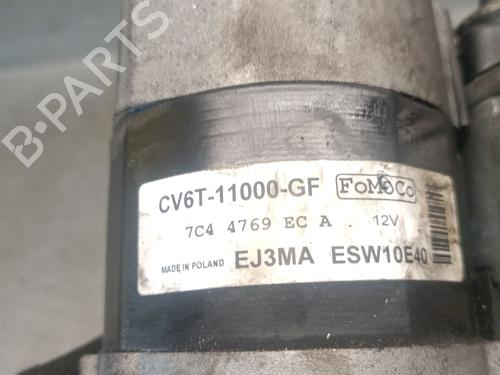 B-PARTS
CV6T-11000-GF FoMoCo
7C4 4769 EC A 12V
MADE IN POLAND EJ3MA ESW10E40